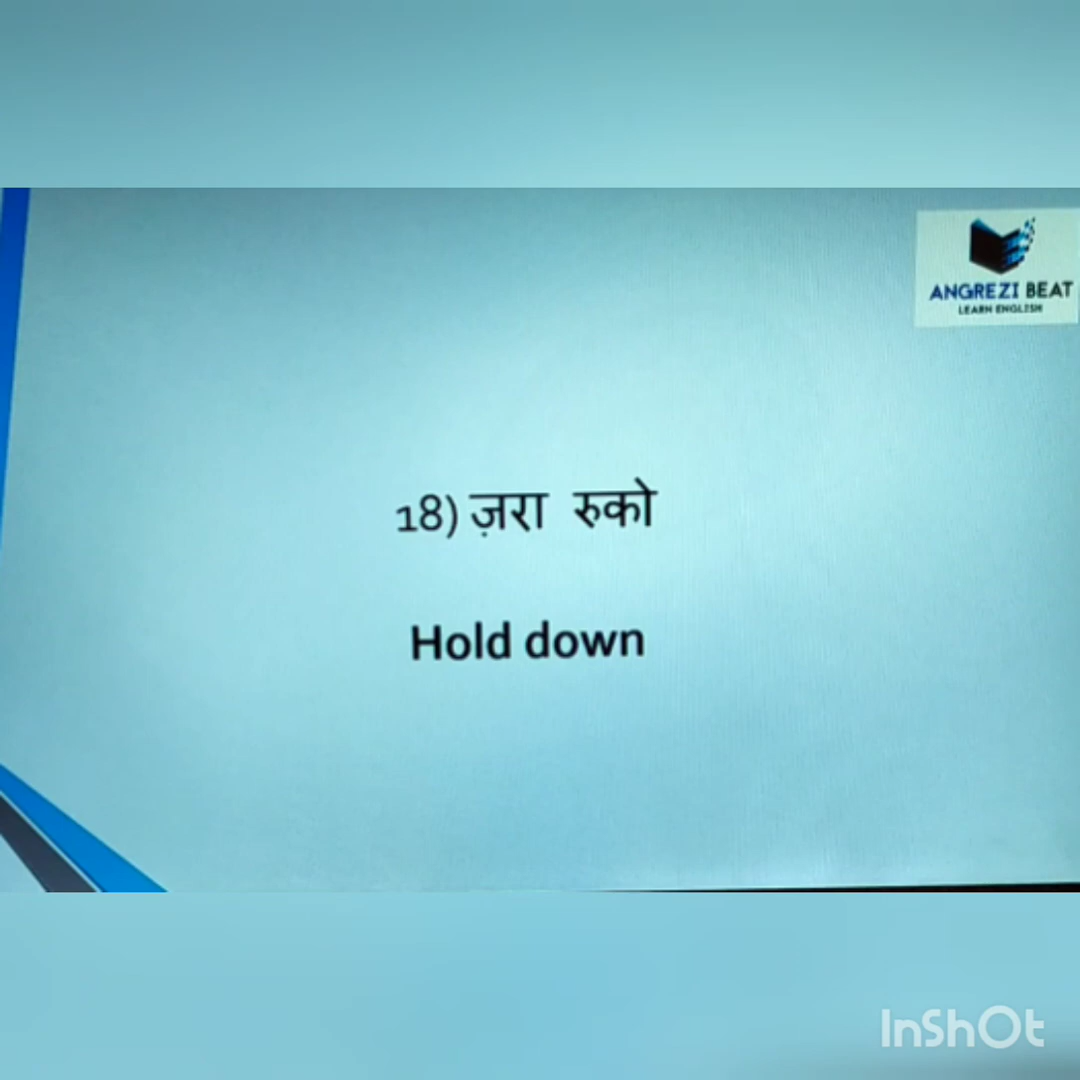 ANGREZI BEAT
LEARN ENGLISH
18) ज़रा रुको
Hold down
InShOt